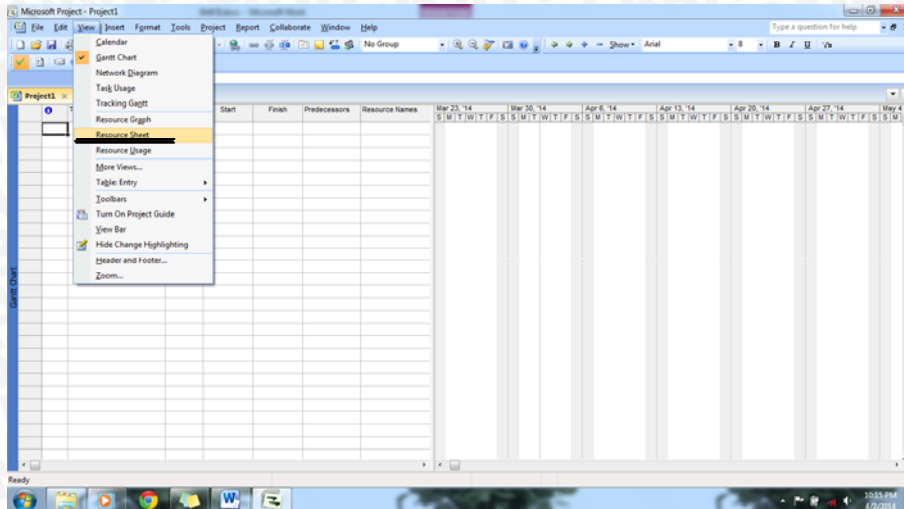 Microsoft Project - Project1
File Edit View Insert Format Tools Project Report Collaborate Window Help
Type a question for help
No Group
Show
Arial
8
B I U
Calendar
Gantt Chart
Network Diagram
Task Usage
Tracking Gantt
Resource Graph
Resource Sheet
Resource Usage
More Views...
Table: Entry
Toolbars
Turn On Project Guide
View Bar
Hide Change Highlighting
Header and Footer...
Zoom...
Project1
Start Finish Predecessors Resource Names
Mar 23, '14 Mar 30, '14 Apr 6, '14 Apr 13, '14 Apr 20, '14 Apr 27, '14 May 4
S M T W T F S S M T W T F S S M T W T F S S M T W T F S S M T W T F S S M T W T F S S M
Gantt Chart
Ready
10:15 PM
4/2/2014